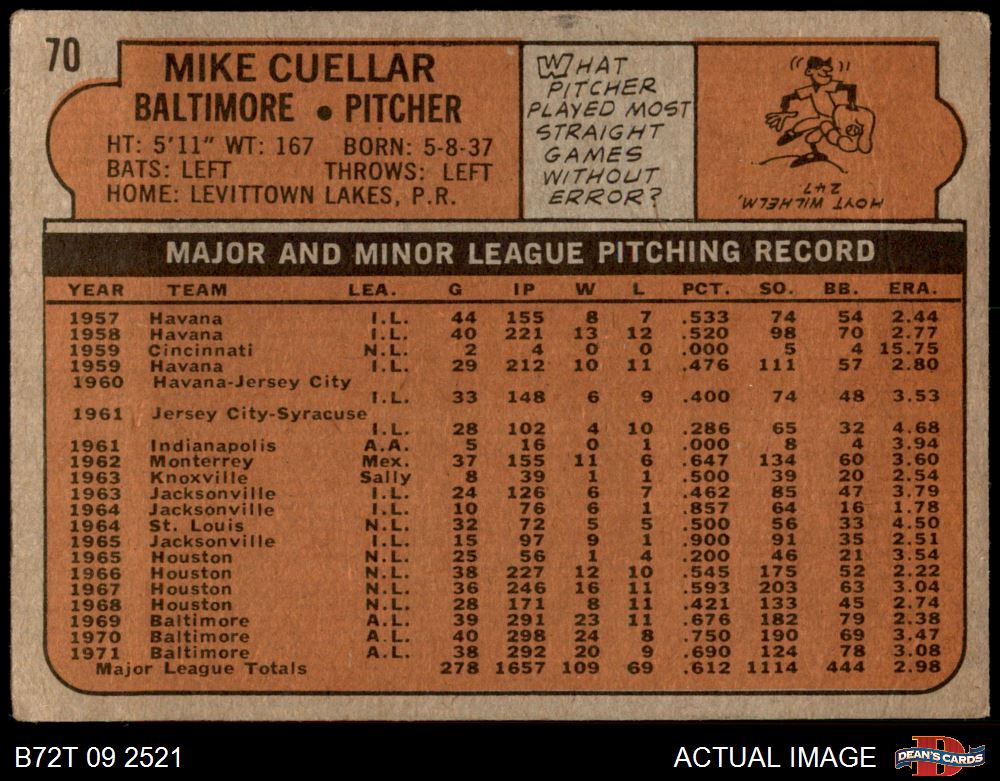 70
MIKE CUELLAR
BALTIMORE • PITCHER
HT: 5'11" WT: 167 BORN: 5-8-37
BATS: LEFT THROWS: LEFT
HOME: LEVITTOWN LAKES, P.R.
WHAT
PITCHER
PLAYED MOST
STRAIGHT
GAMES
WITHOUT
ERROR?
HOYT WILHELM,
247
MAJOR AND MINOR LEAGUE PITCHING RECORD
YEAR TEAM LEA. G IP W L PCT. SO. BB. ERA.
1957 Havana I.L. 44 155 8 7 .533 74 54 2.44
1958 Havana I.L. 40 221 13 12 .520 98 70 2.77
1959 Cincinnati N.L. 2 4 0 0 .000 5 4 15.75
1959 Havana I.L. 29 212 10 11 .476 111 57 2.80
1960 Havana-Jersey City
I.L. 33 148 6 9 .400 74 48 3.53
1961 Jersey City-Syracuse
I.L. 28 102 4 10 .286 65 32 4.68
1961 Indianapolis A.A. 5 16 0 1 .000 8 4 3.94
1962 Monterrey Mex. 37 155 11 6 .647 134 60 3.60
1963 Knoxville Sally 8 39 1 1 .500 39 20 2.54
1963 Jacksonville I.L. 24 126 6 7 .462 85 47 3.79
1964 Jacksonville I.L. 10 76 6 1 .857 64 16 1.78
1964 St. Louis N.L. 32 72 5 5 .500 56 33 4.50
1965 Jacksonville I.L. 15 97 9 1 .900 91 35 2.51
1965 Houston N.L. 25 56 1 4 .200 46 21 3.54
1966 Houston N.L. 38 227 12 10 .545 175 52 2.22
1967 Houston N.L. 36 246 16 11 .593 203 63 3.04
1968 Houston N.L. 28 171 8 11 .421 133 45 2.74
1969 Baltimore A.L. 39 291 23 11 .676 182 79 2.38
1970 Baltimore A.L. 40 298 24 8 .750 190 69 3.47
1971 Baltimore A.L. 38 292 20 9 .690 124 78 3.08
Major League Totals 278 1657 109 69 .612 1114 444 2.98
B72T 09 2521 ACTUAL IMAGE
D
DEAN'S CARDS